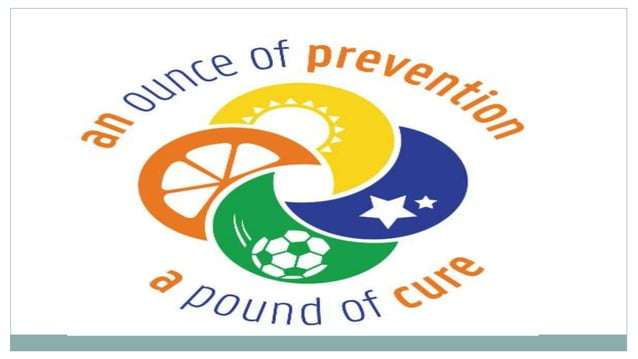 an ounce of prevention
a pound of cure